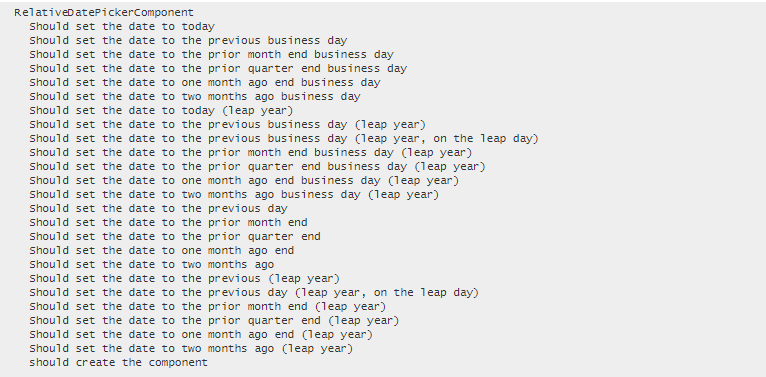 RelativeDatePickerComponent
Should set the date to today
Should set the date to the previous business day
Should set the date to the prior month end business day
Should set the date to the prior quarter end business day
Should set the date to one month ago end business day
Should set the date to two months ago business day
Should set the date to today (leap year)
Should set the date to the previous business day (leap year)
Should set the date to the previous business day (leap year, on the leap day)
Should set the date to the prior month end business day (leap year)
Should set the date to the prior quarter end business day (leap year)
Should set the date to one month ago end business day (leap year)
Should set the date to two months ago business day (leap year)
Should set the date to the previous day
Should set the date to the prior month end
Should set the date to the prior quarter end
Should set the date to one month ago end
Should set the date to two months ago
Should set the date to the previous (leap year)
Should set the date to the previous day (leap year, on the leap day)
Should set the date to the prior month end (leap year)
Should set the date to the prior quarter end (leap year)
Should set the date to one month ago end (leap year)
Should set the date to two months ago (leap year)
should create the component